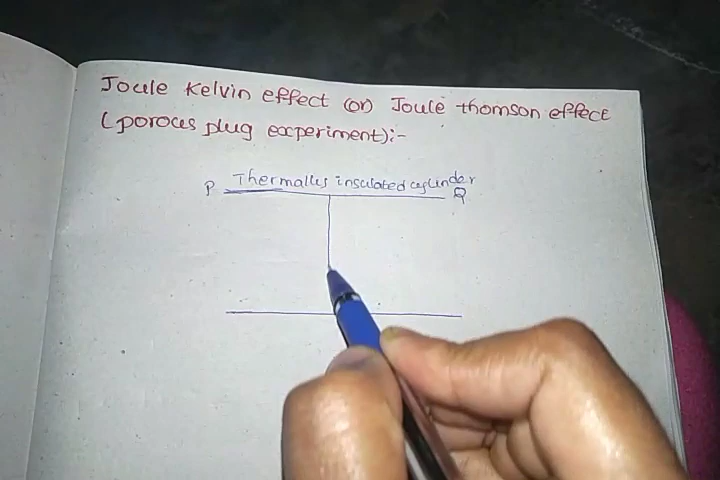 Joule Kelvin effect (or) Joule thomson effect
(porous plug experiment):-
P Thermally insulated cylinder
Q